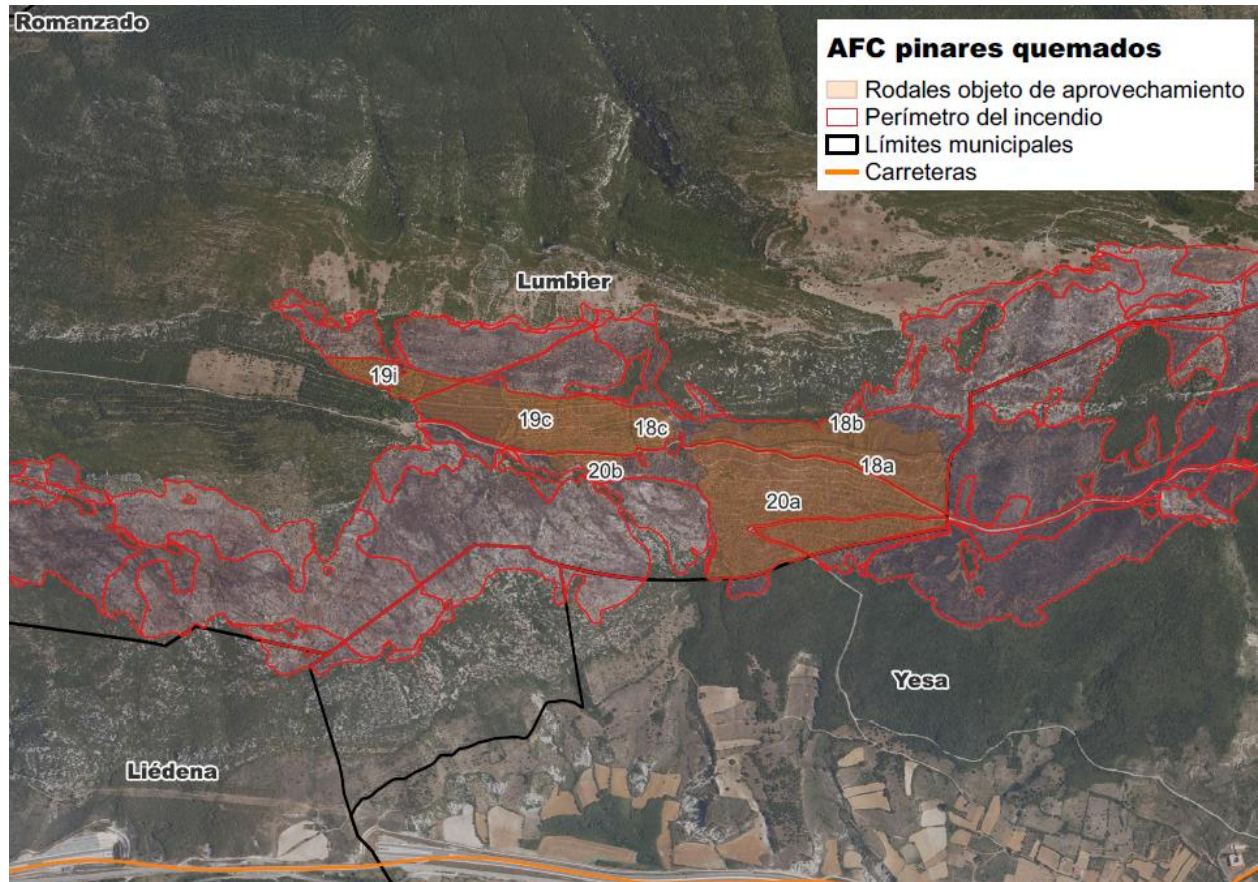 Romanzado
AFC pinares quemados
Rodales objeto de aprovechamiento
Perímetro del incendio
Límites municipales
Carreteras
Lumbier
19i
19c
18c
18b
18a
20b
20a
Yesa
Liédena